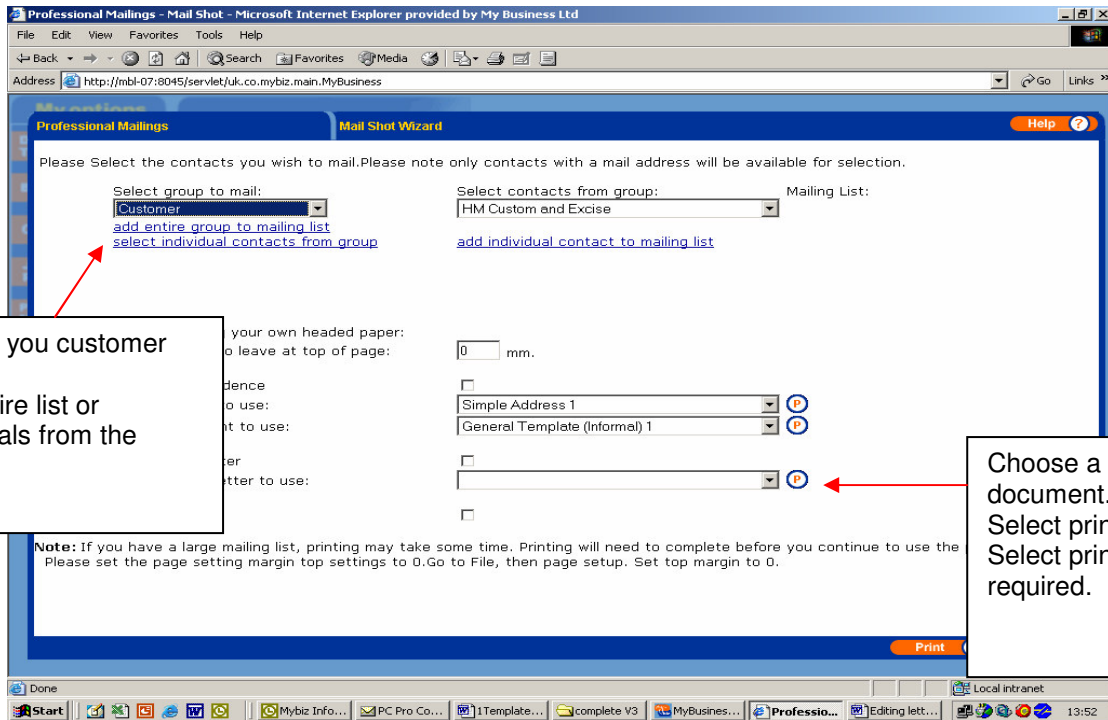 Professional Mailings - Mail Shot - Microsoft Internet Explorer provided by My Business Ltd
File Edit View Favorites Tools Help
Back Search Favorites Media
Address http://mbl-07:8045/servlet/uk.co.mybiz.main.MyBusiness Go Links »
My options
Professional Mailings Mail Shot Wizard Help ?
Please Select the contacts you wish to mail.Please note only contacts with a mail address will be available for selection.
Select group to mail: Select contacts from group: Mailing List:
Customer HM Custom and Excise
add entire group to mailing list
select individual contacts from group add individual contact to mailing list
you customer
ire list or
als from the
your own headed paper:
o leave at top of page: 0 mm.
dence
o use: Simple Address 1 P
t to use: General Template (Informal) 1 P
ter
etter to use: P
Choose a
document.
Select prin
Select prin
required.
Note: If you have a large mailing list, printing may take some time. Printing will need to complete before you continue to use the
Please set the page setting margin top settings to 0.Go to File, then page setup. Set top margin to 0.
Print
Done Local intranet
Start Mybiz Info... PC Pro Co... 1Template... complete V3 MyBusines... Professio... Editing lett... 13:52